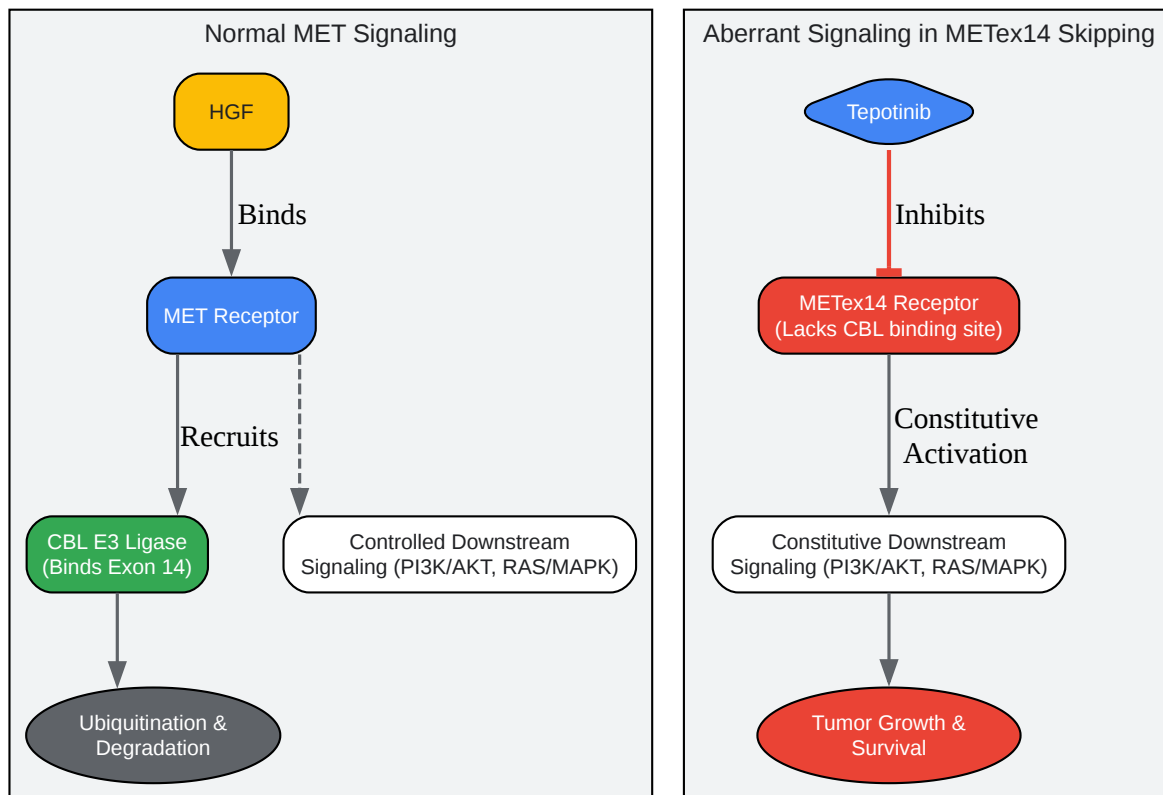 Normal MET Signaling
HGF
Binds
MET Receptor
Recruits
CBL E3 Ligase
(Binds Exon 14)
Controlled Downstream
Signaling (PI3K/AKT, RAS/MAPK)
Ubiquitination &
Degradation
Aberrant Signaling in METex14 Skipping
Tepotinib
Inhibits
METex14 Receptor
(Lacks CBL binding site)
Constitutive
Activation
Constitutive Downstream
Signaling (PI3K/AKT, RAS/MAPK)
Tumor Growth &
Survival